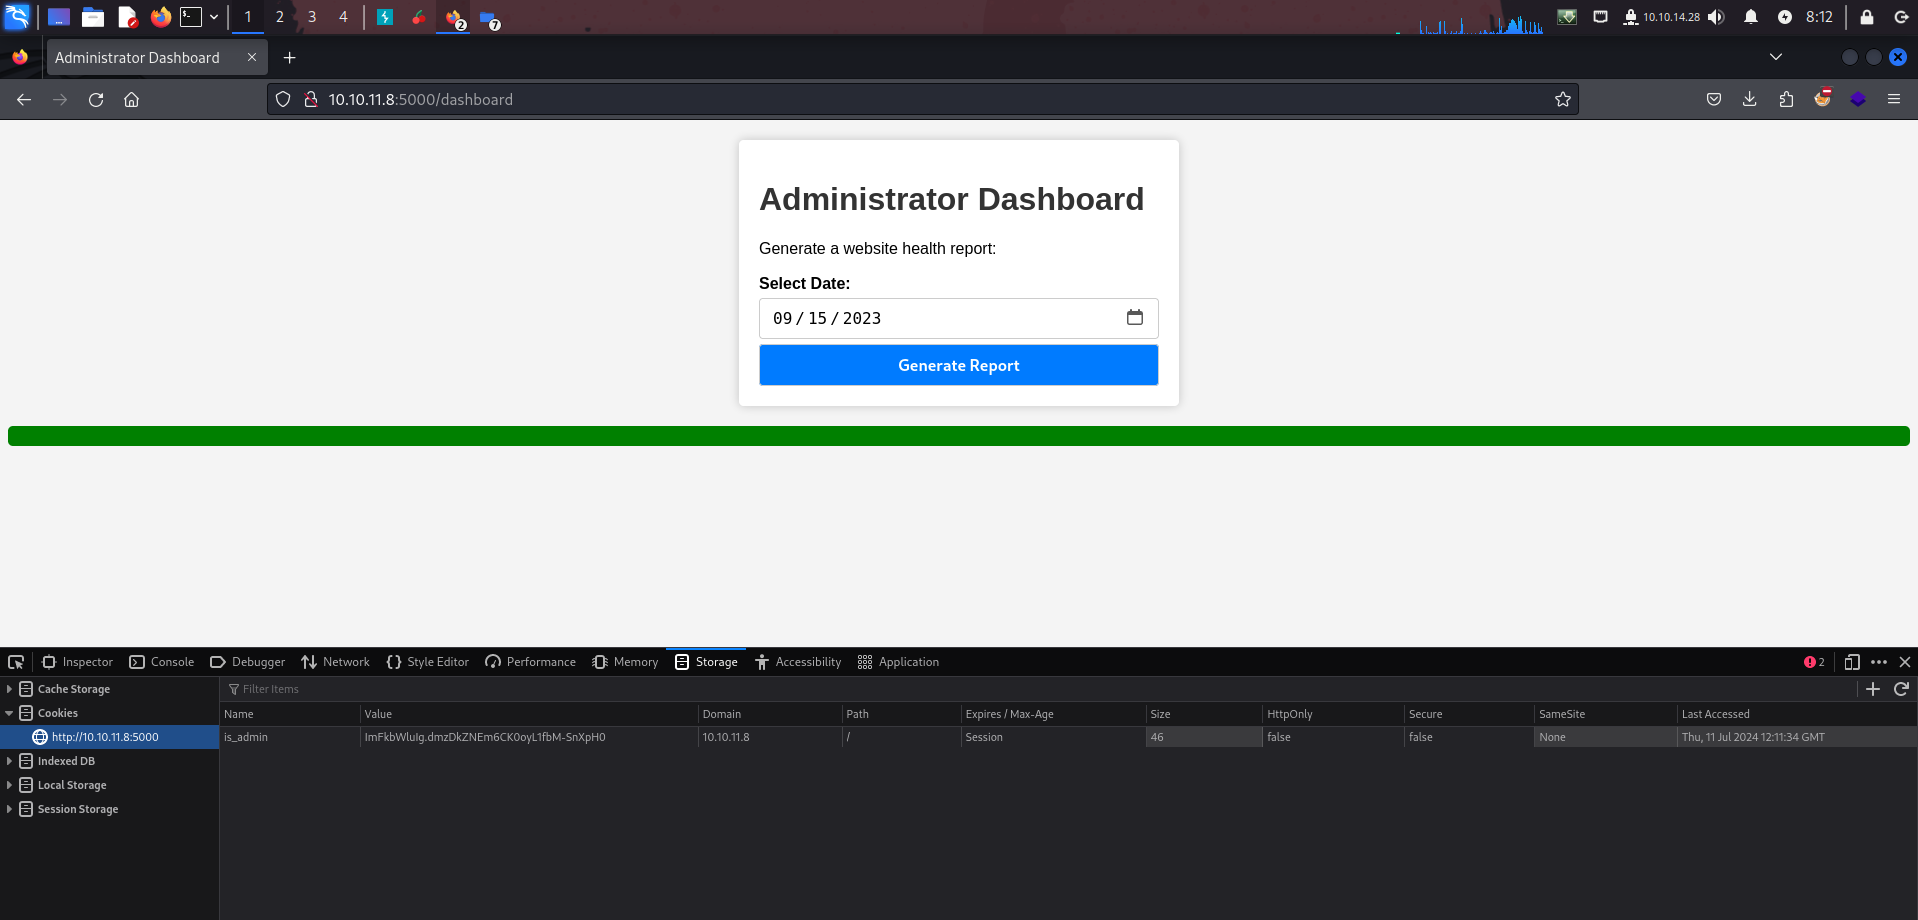 1 2 3 4 2 7 10.10.14.28 8:12
Administrator Dashboard
10.10.11.8:5000/dashboard
Administrator Dashboard
Generate a website health report:
Select Date:
09/15/2023
Generate Report
Inspector Console Debugger Network Style Editor Performance Memory Storage Accessibility Application 2
Cache Storage Filter Items
Cookies Name Value Domain Path Expires / Max-Age Size HttpOnly Secure SameSite Last Accessed
http://10.10.11.8:5000 is_admin ImFkbWluIg.dmzDkZNEm6CK0oyL1fbM-SnXpH0 10.10.11.8 / Session 46 false false None Thu, 11 Jul 2024 12:11:34 GMT
Indexed DB
Local Storage
Session Storage